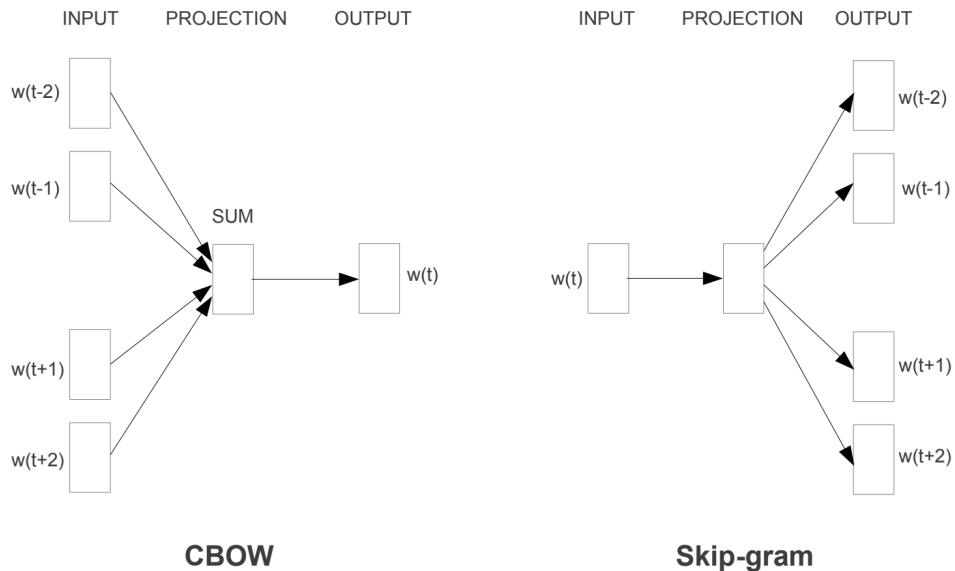 INPUT PROJECTION OUTPUT
w(t-2)
w(t-1)
SUM
w(t)
w(t+1)
w(t+2)
CBOW
INPUT PROJECTION OUTPUT
w(t-2)
w(t-1)
w(t)
w(t+1)
w(t+2)
Skip-gram